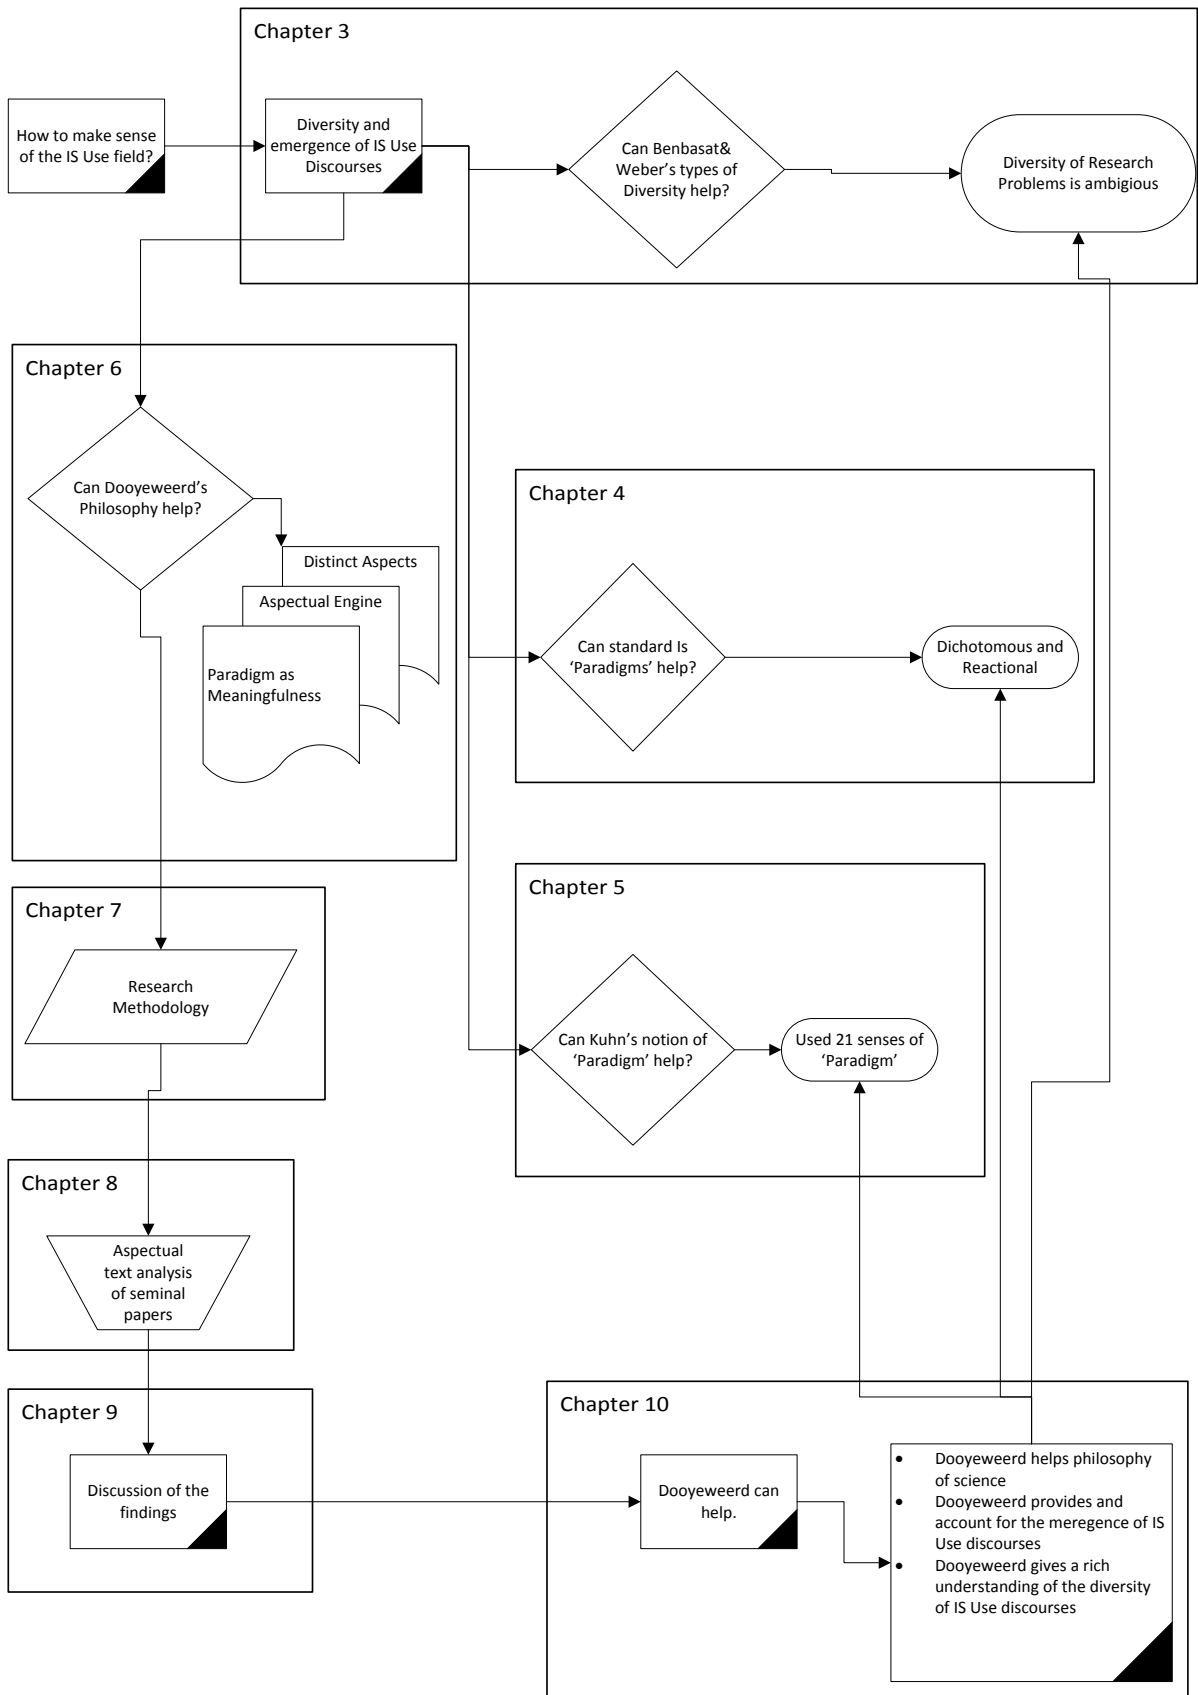 Chapter 3
How to make sense
of the IS Use field?
Diversity and
emergence of IS Use
Discourses
Can Benbasat&
Weber's types of
Diversity help?
Diversity of Research
Problems is ambigious
Chapter 6
Can Dooyeweerd's
Philosophy help?
Distinct Aspects
Aspectual Engine
Paradigm as
Meaningfulness
Chapter 4
Can standard Is
'Paradigms' help?
Dichotomous and
Reactional
Chapter 5
Can Kuhn's notion of
'Paradigm' help?
Used 21 senses of
'Paradigm'
Chapter 7
Research
Methodology
Chapter 8
Aspectual
text analysis
of seminal
papers
Chapter 9
Discussion of the
findings
Chapter 10
Dooyeweerd can
help.
• Dooyeweerd helps philosophy
of science
• Dooyeweerd provides and
account for the meregence of IS
Use discourses
• Dooyeweerd gives a rich
understanding of the diversity
of IS Use discourses